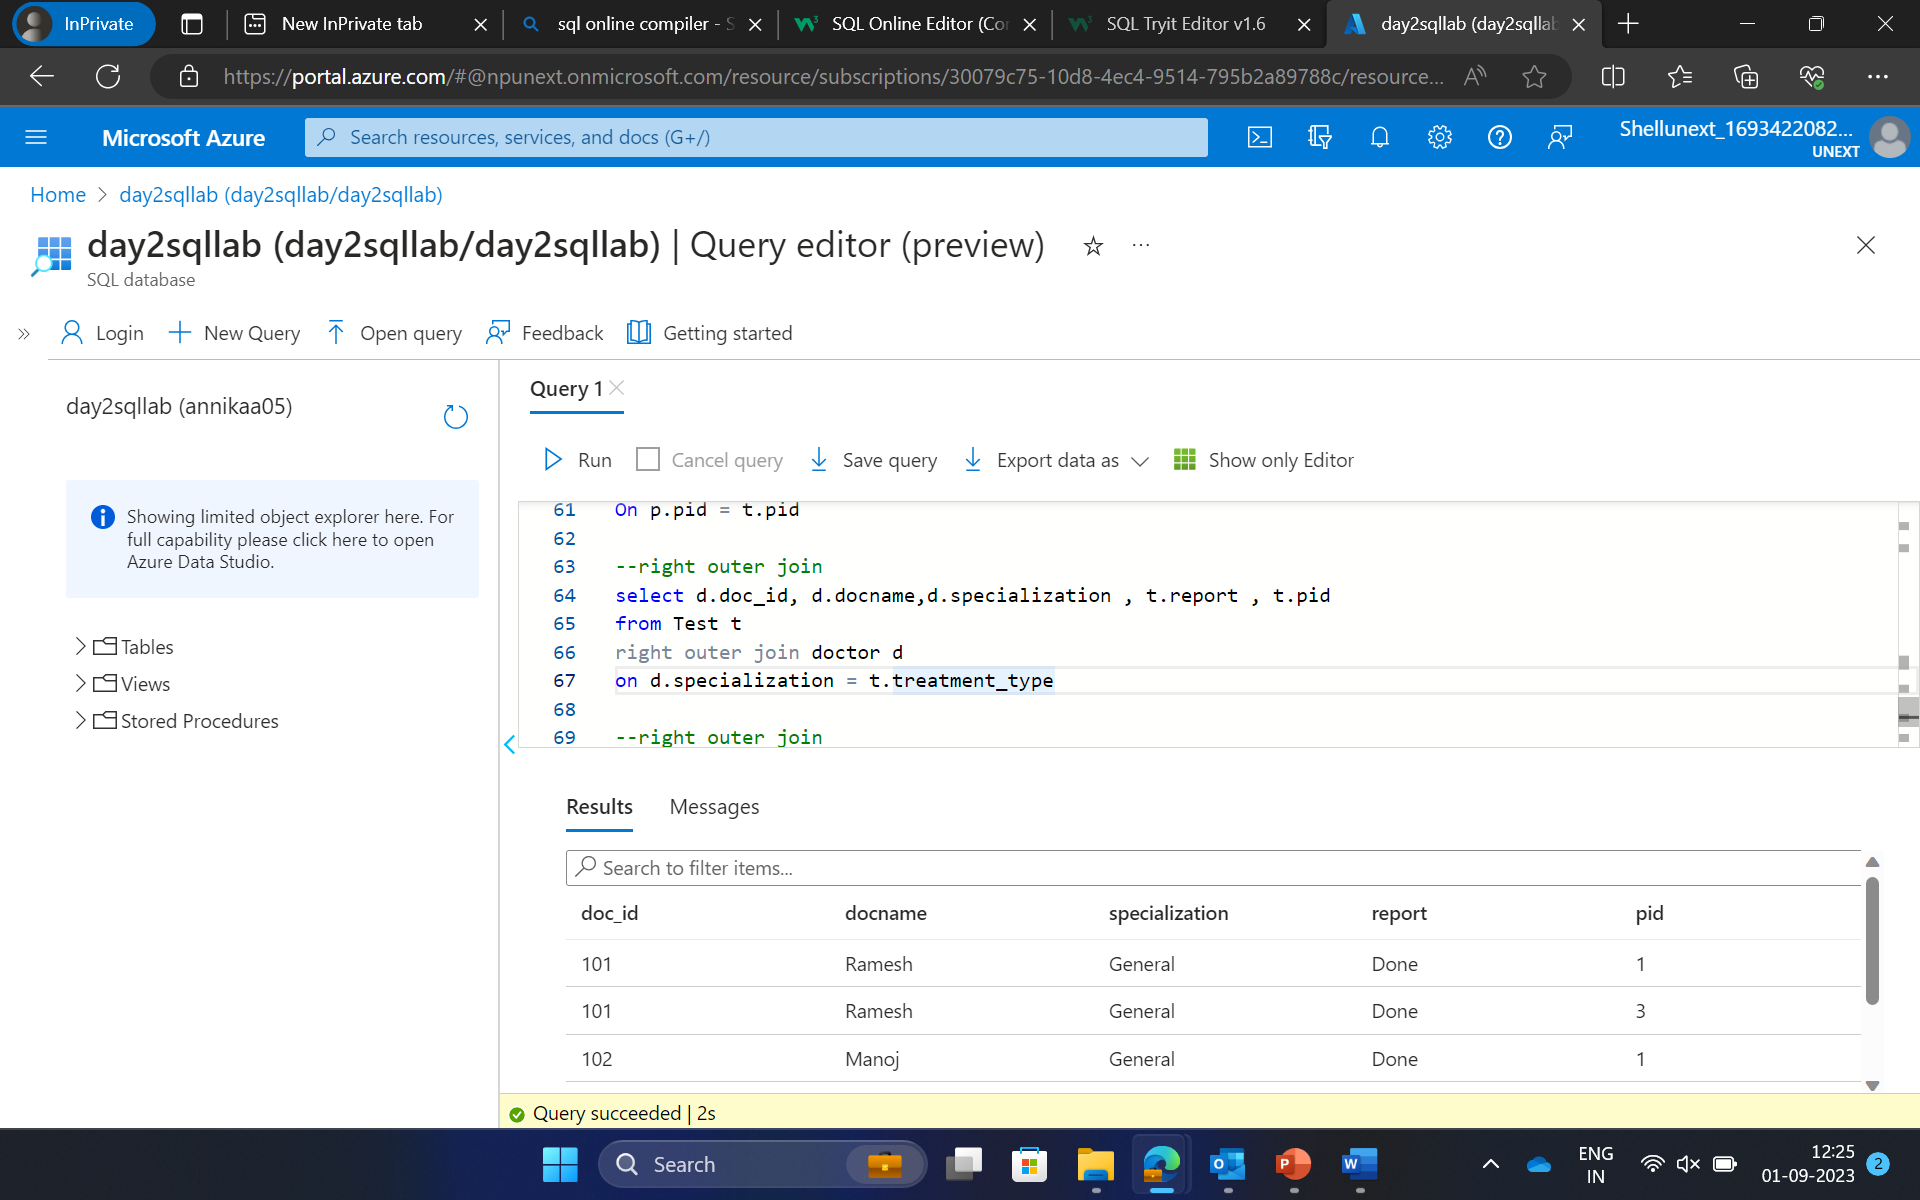 InPrivate
New InPrivate tab
sql online compiler - S
SQL Online Editor (Co
SQL Tryit Editor v1.6
day2sqllab (day2sqllab
https://portal.azure.com/#@npunext.onmicrosoft.com/resource/subscriptions/30079c75-10d8-4ec4-9514-795b2a89788c/resource...
Microsoft Azure
Search resources, services, and docs (G+/)
Shellunext_1693422082...
UNEXT
Home > day2sqllab (day2sqllab/day2sqllab)
day2sqllab (day2sqllab/day2sqllab) | Query editor (preview)
SQL database
Login
New Query
Open query
Feedback
Getting started
day2sqllab (annikaa05)
Showing limited object explorer here. For
full capability please click here to open
Azure Data Studio.
Tables
Views
Stored Procedures
Query 1
Run
Cancel query
Save query
Export data as
Show only Editor
61 On p.pid = t.pid
62
63 --right outer join
64 select d.doc_id, d.docname,d.specialization , t.report , t.pid
65 from Test t
66 right outer join doctor d
67 on d.specialization = t.treatment_type
68
69 --right outer join
Results
Messages
Search to filter items...
doc_id docname specialization report pid
101 Ramesh General Done 1
101 Ramesh General Done 3
102 Manoj General Done 1
Query succeeded | 2s
Search
ENG
IN
12:25
01-09-2023
2